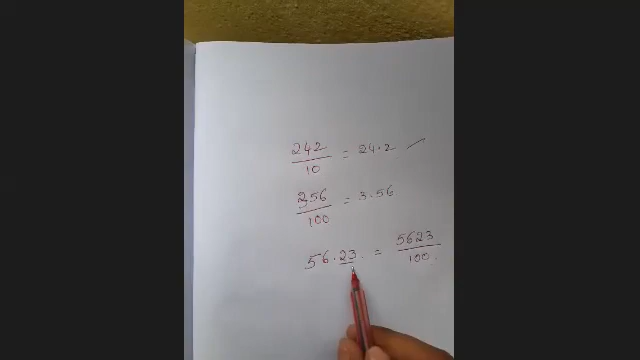 242/10 = 24.2 ✓
356/100 = 3.56
56.23 = 5623/100